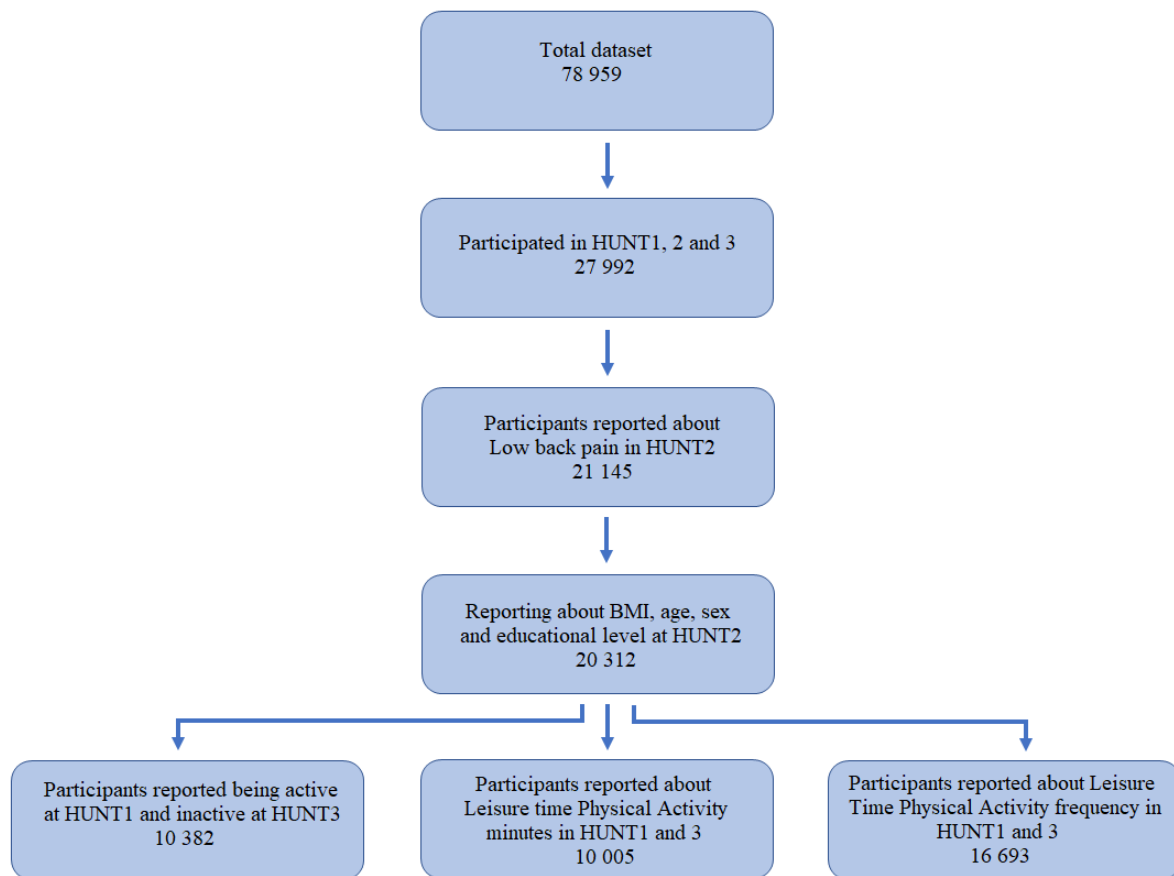 Total dataset
78 959
Participated in HUNT1, 2 and 3
27 992
Participants reported about
Low back pain in HUNT2
21 145
Reporting about BMI, age, sex
and educational level at HUNT2
20 312
Participants reported being active
at HUNT1 and inactive at HUNT3
10 382
Participants reported about
Leisure time Physical Activity
minutes in HUNT1 and 3
10 005
Participants reported about Leisure
Time Physical Activity frequency in
HUNT1 and 3
16 693